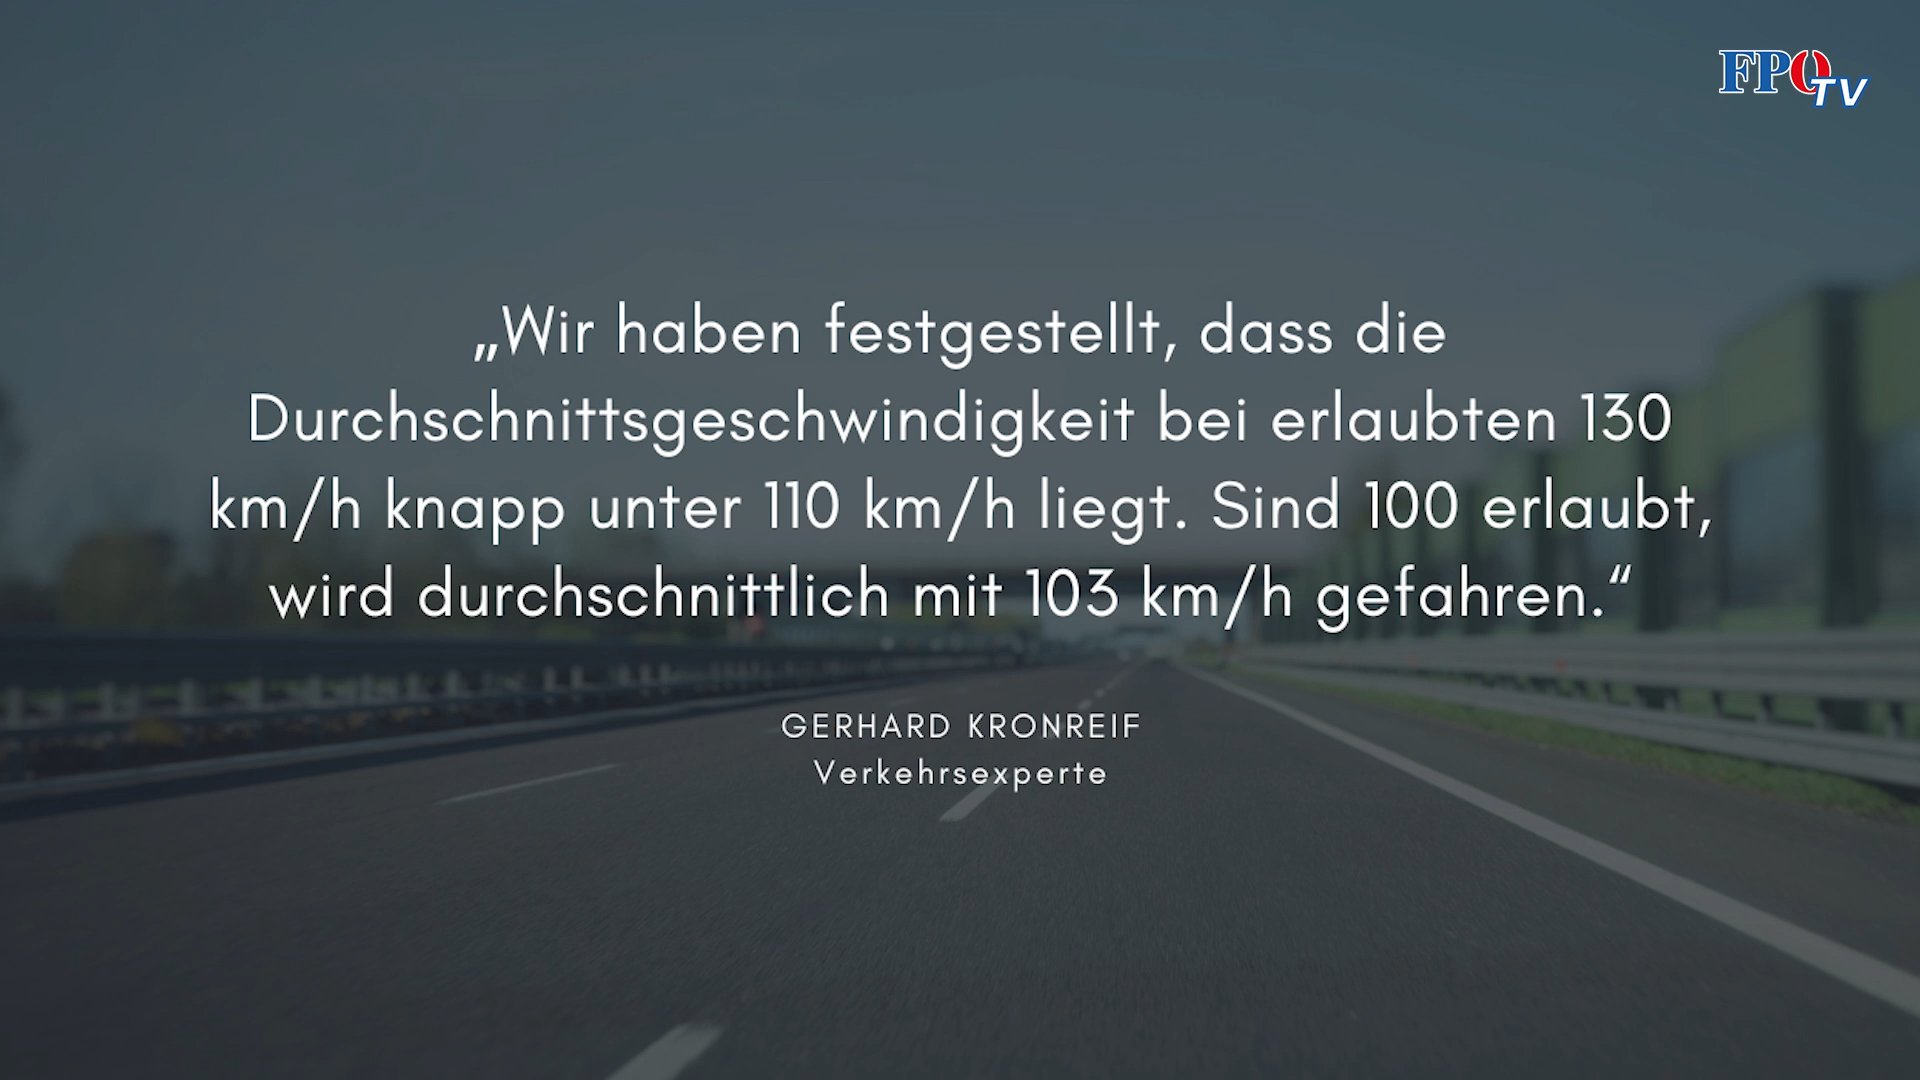 FPÖ TV
„Wir haben festgestellt, dass die
Durchschnittsgeschwindigkeit bei erlaubten 130
km/h knapp unter 110 km/h liegt. Sind 100 erlaubt,
wird durchschnittlich mit 103 km/h gefahren.“
GERHARD KRONREIF
Verkehrsexperte